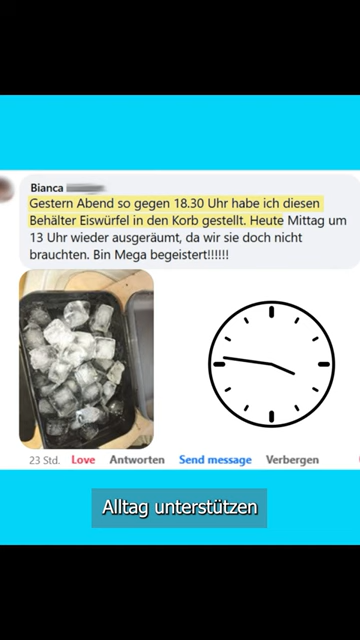 Bianca
Gestern Abend so gegen 18.30 Uhr habe ich diesen
Behälter Eiswürfel in den Korb gestellt. Heute Mittag um
13 Uhr wieder ausgeräumt, da wir sie doch nicht
brauchten. Bin Mega begeistert!!!!!!
23 Std. Love Antworten Send message Verbergen
Alltag unterstützen